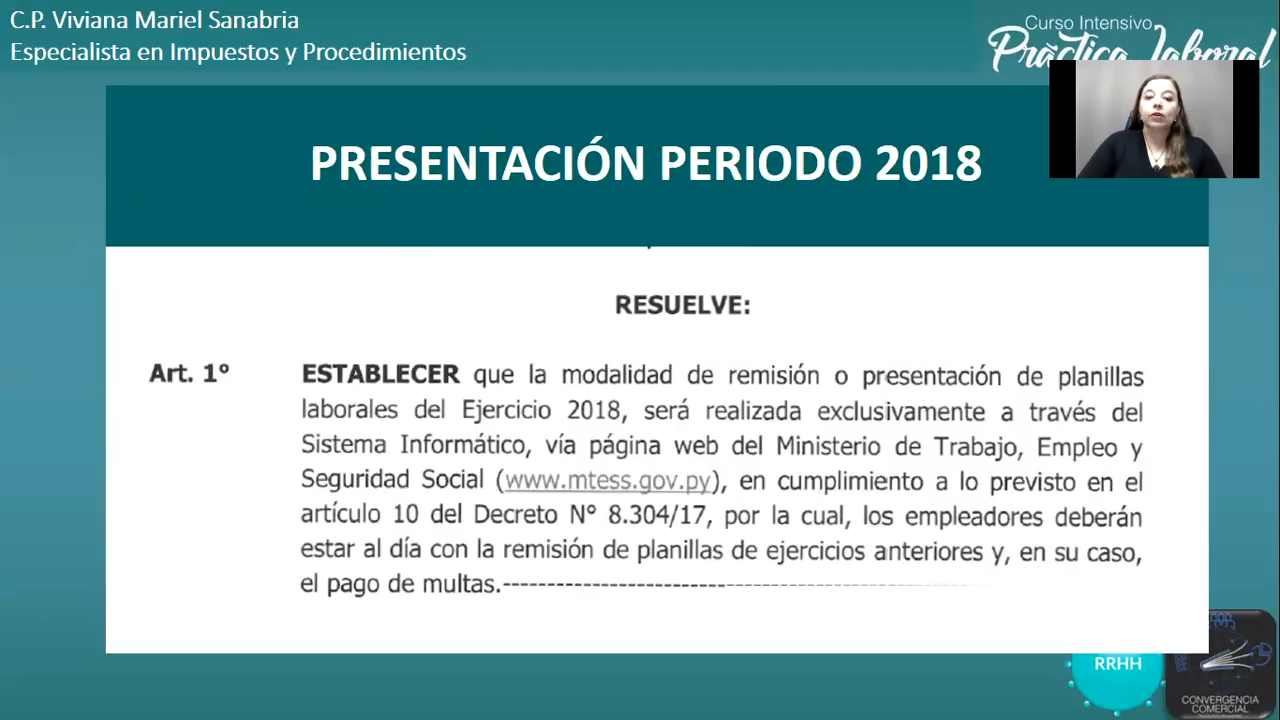 C.P. Viviana Mariel Sanabria
Especialista en Impuestos y Procedimientos
Curso Intensivo
Pràctica Laboral
PRESENTACIÓN PERIODO 2018
RESUELVE:
Art. 1° ESTABLECER que la modalidad de remisión o presentación de planillas
laborales del Ejercicio 2018, será realizada exclusivamente a través del
Sistema Informático, vía página web del Ministerio de Trabajo, Empleo y
Seguridad Social (www.mtess.gov.py), en cumplimiento a lo previsto en el
artículo 10 del Decreto N° 8.304/17, por la cual, los empleadores deberán
estar al día con la remisión de planillas de ejercicios anteriores y, en su caso,
el pago de multas.-------------------------------------------------------
RRHH
CONVERGENCIA
COMERCIAL